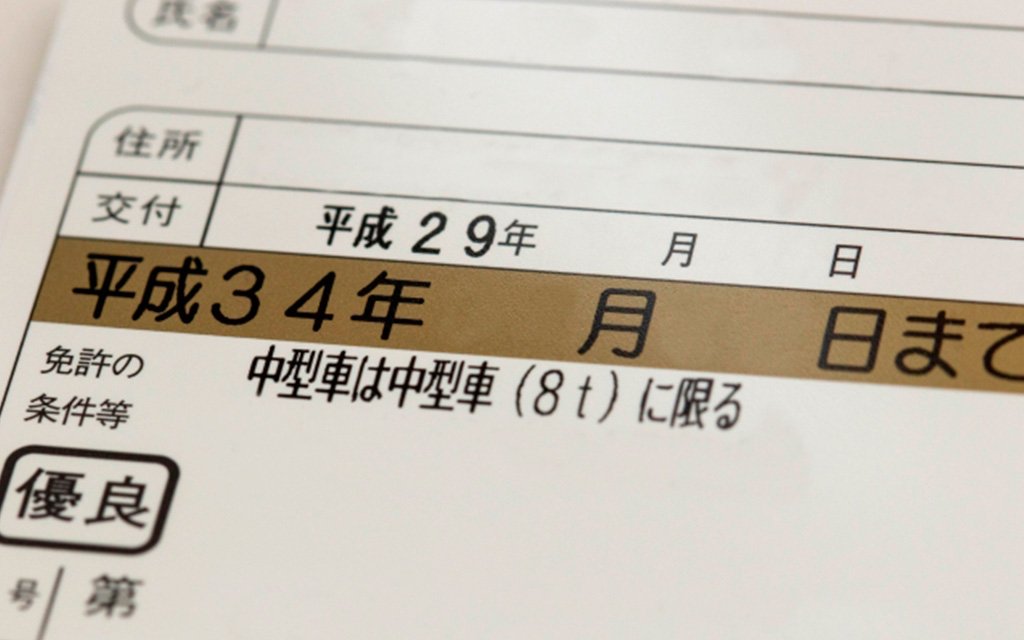 氏名
住所
交付 平成29年 月 日
平成34年 月 日まで
免許の
条件等
中型車は中型車(8t)に限る
優良
号 第